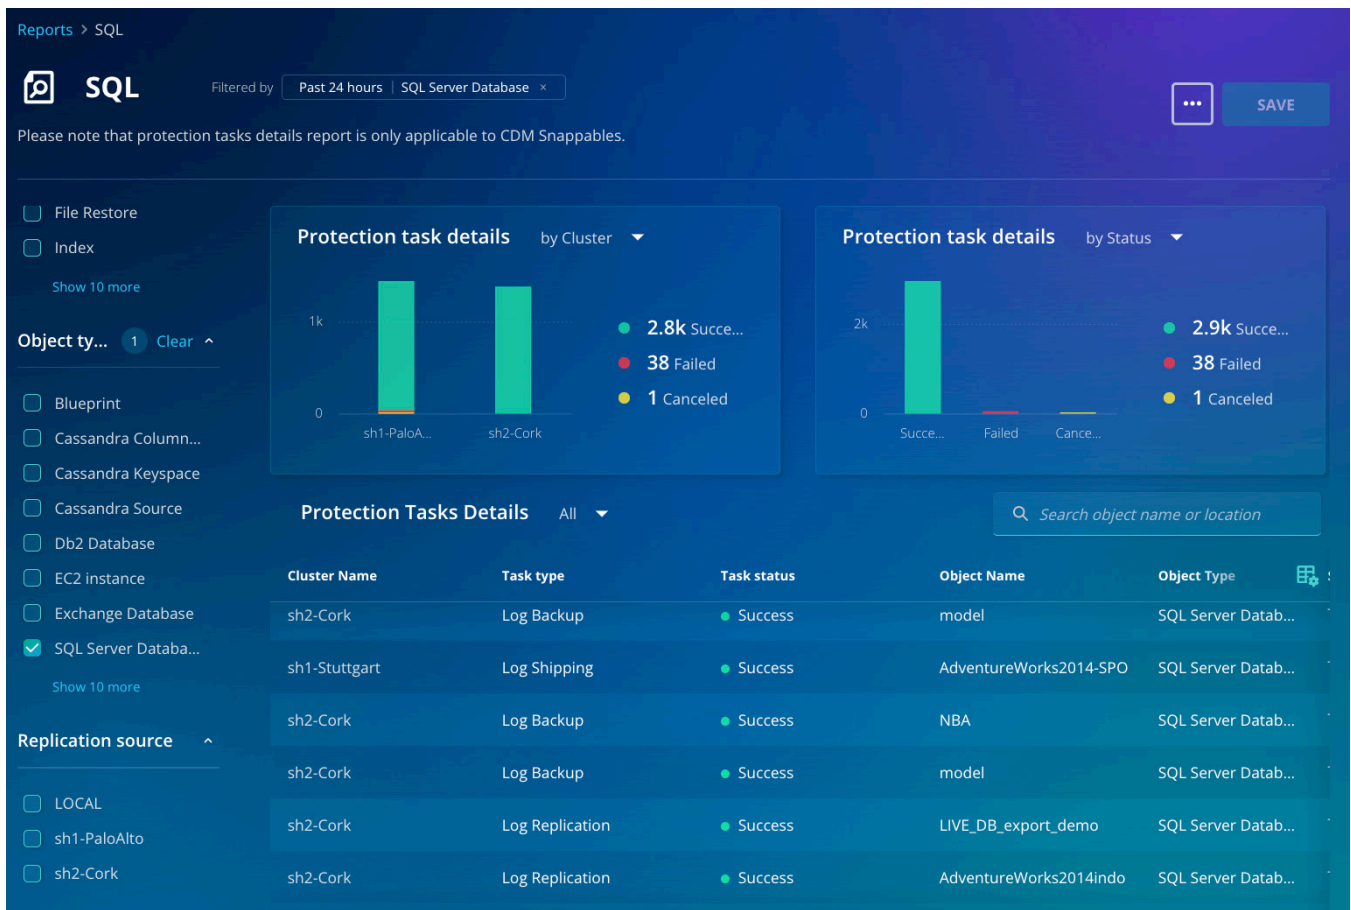 Reports > SQL
SQL
Filtered by Past 24 hours | SQL Server Database ×
SAVE
Please note that protection tasks details report is only applicable to CDM Snappables.
File Restore
Index
Show 10 more
Object ty... 1 Clear
Blueprint
Cassandra Column...
Cassandra Keyspace
Cassandra Source
Db2 Database
EC2 instance
Exchange Database
SQL Server Databa...
Show 10 more
Replication source
LOCAL
sh1-PaloAlto
sh2-Cork
Protection task details by Cluster
1k
0
sh1-PaloA... sh2-Cork
2.8k Succe...
38 Failed
1 Canceled
Protection task details by Status
2k
0
Succe... Failed Cance...
2.9k Succe...
38 Failed
1 Canceled
Protection Tasks Details All
Search object name or location
Cluster Name Task type Task status Object Name Object Type
sh2-Cork Log Backup Success model SQL Server Datab...
sh1-Stuttgart Log Shipping Success AdventureWorks2014-SPO SQL Server Datab...
sh2-Cork Log Backup Success NBA SQL Server Datab...
sh2-Cork Log Backup Success model SQL Server Datab...
sh2-Cork Log Replication Success LIVE_DB_export_demo SQL Server Datab...
sh2-Cork Log Replication Success AdventureWorks2014indo SQL Server Datab...